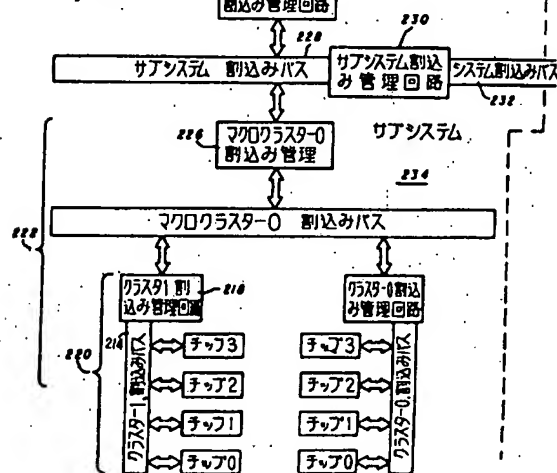 割込み管理回路
228
230
サブシステム 割込みバス
サブシステム割込
み管理回路
システム割込みバス
232
226
マクロクラスター0
割込み管理
サブシステム
234
マクロクラスター0 割込みバス
222
クラスタ1 割
込み管理回路
218
クラスター0割込
み管理回路
220
214
クラスター1,割込みバス
チップ3
チップ2
チップ1
チップ0
チップ3
チップ2
チップ1
チップ0
クラスター0,割込みバス